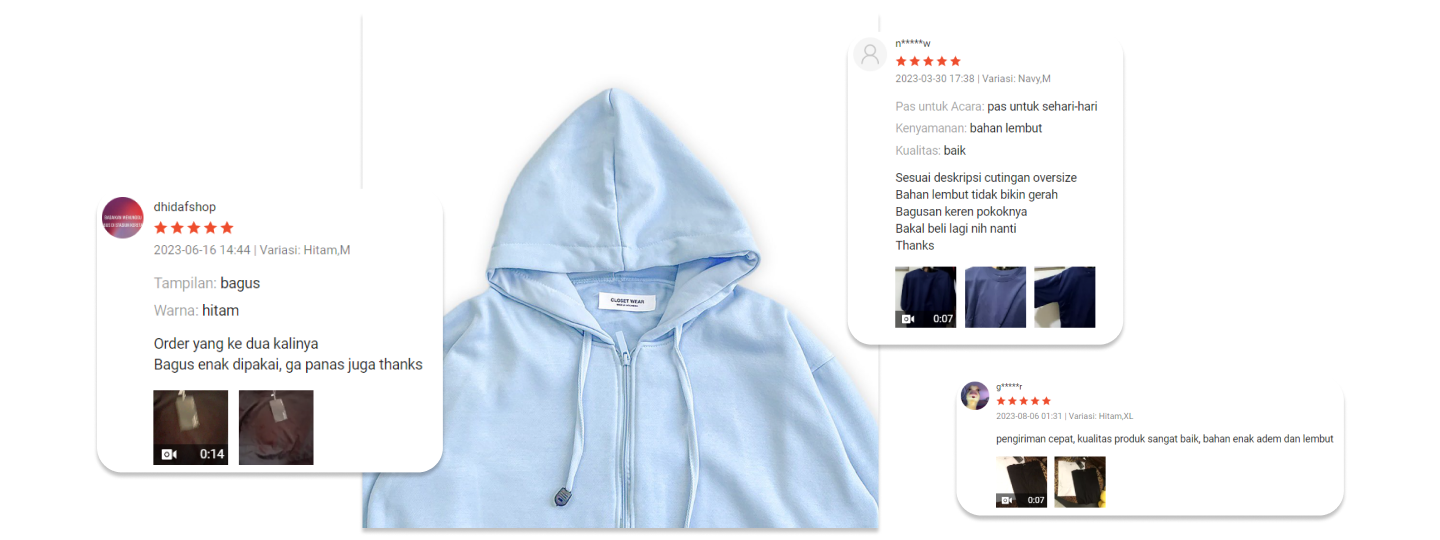 dhidafshop
2023-06-16 14:44 | Variasi: Hitam,M
Tampilan: bagus
Warna: hitam
Order yang ke dua kalinya
Bagus enak dipakai, ga panas juga thanks
0:14
CLOSET WEAR
n*****w
2023-03-30 17:38 | Variasi: Navy,M
Pas untuk Acara: pas untuk sehari-hari
Kenyamanan: bahan lembut
Kualitas: baik
Sesuai deskripsi cutingan oversize
Bahan lembut tidak bikin gerah
Bagusan keren pokoknya
Bakal beli lagi nih nanti
Thanks
0:07
g*****r
2023-08-06 01:31 | Variasi: Hitam,XL
pengiriman cepat, kualitas produk sangat baik, bahan enak adem dan lembut
0:07